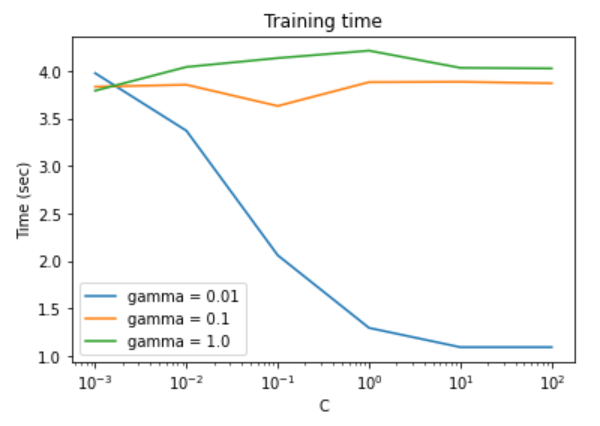 Training time
Time (sec)
4.0
3.5
3.0
2.5
2.0
1.5
1.0
gamma = 0.01
gamma = 0.1
gamma = 1.0
10⁻³ 10⁻² 10⁻¹ 10⁰ 10¹ 10²
C